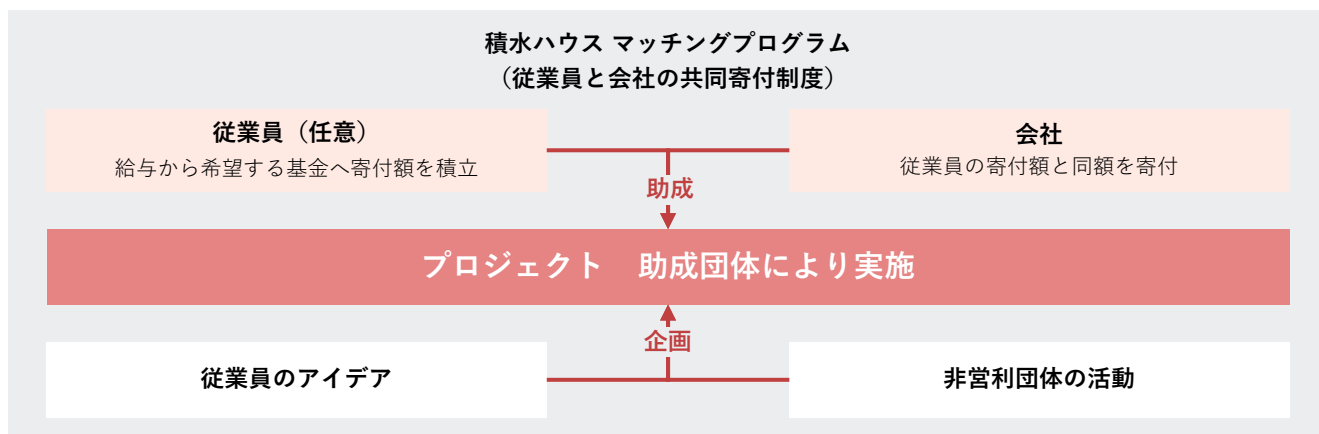 積水ハウス マッチングプログラム
（従業員と会社の共同寄付制度）
従業員（任意）
給与から希望する基金へ寄付額を積立
会社
従業員の寄付額と同額を寄付
助成
プロジェクト　助成団体により実施
企画
従業員のアイデア
非営利団体の活動